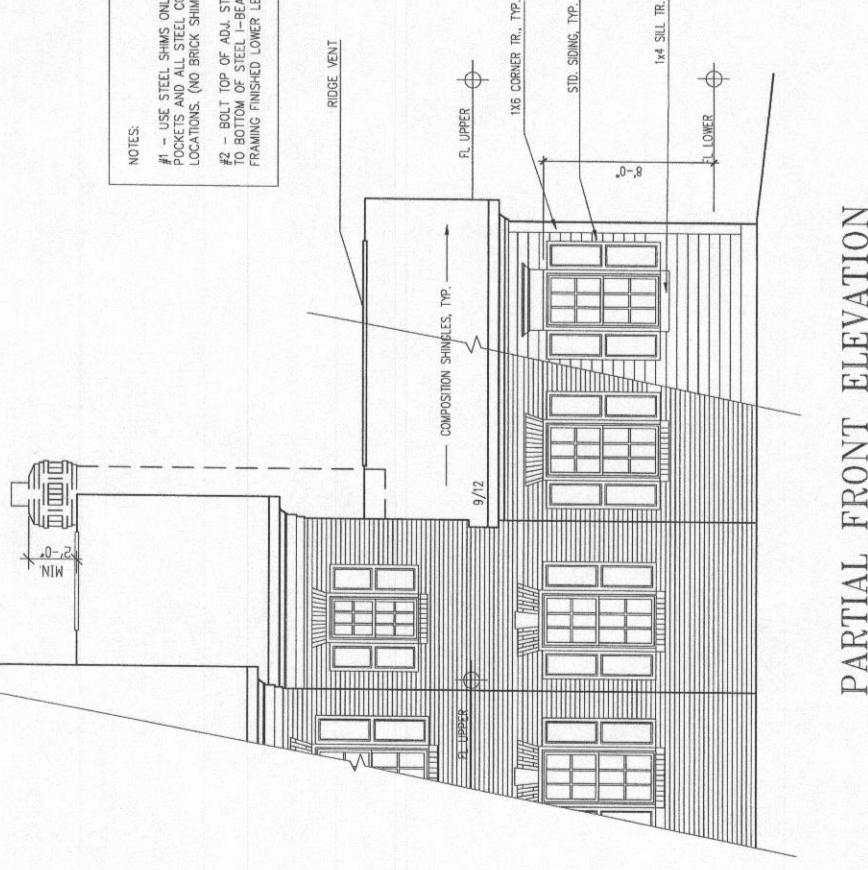 NOTES:
#1 - USE STEEL SHIMS ONL
POCKETS AND ALL STEEL CO
LOCATIONS. (NO BRICK SHIM
#2 - BOLT TOP OF ADJ. ST
TO BOTTOM OF STEEL I-BEA
FRAMING FINISHED LOWER LE
RIDGE VENT
MIN.
2'-0"
FL UPPER
COMPOSITION SHINGLES, TYP.
9/12
1X6 CORNER TR., TYP.
STD. SIDING, TYP.
1x4 SILL TR.
8'-0"
FL LOWER
FL UPPER
PARTIAL FRONT ELEVATION